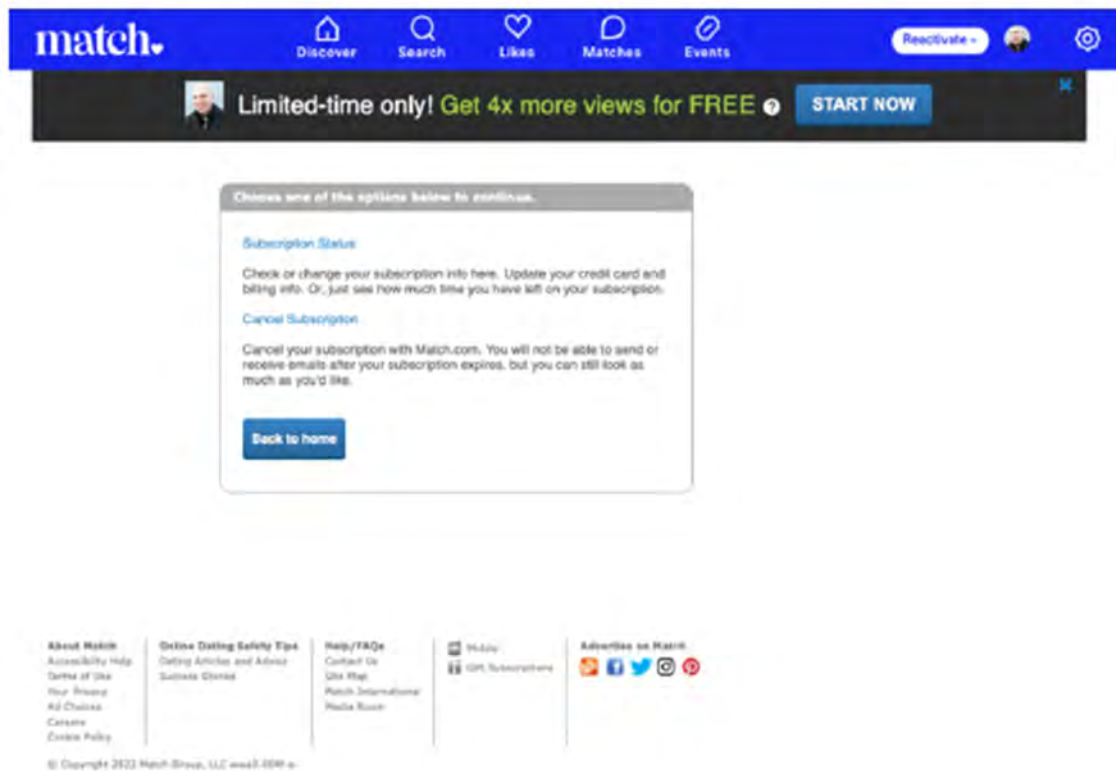 match
Discover
Search
Likes
Matches
Events
Reactivate
Limited-time only! Get 4x more views for FREE ?
START NOW
Choose one of the options below to continue.
Subscription Status
Check or change your subscription info here. Update your credit card and
billing info. Or, just see how much time you have left on your subscription.
Cancel Subscription
Cancel your subscription with Match.com. You will not be able to send or
receive emails after your subscription expires, but you can still look as
much as you'd like.
Back to home
About Match
Accessibility Help
Terms of Use
Your Privacy
Ad Choices
Careers
Cookie Policy
Online Dating Safety Tips
Dating Articles and Advice
Success Stories
Help/FAQs
Contact Us
Site Map
Match International
Media Room
Mobile
Gift Subscriptions
Advertise on Match
© Copyright 2022 Match Group, LLC